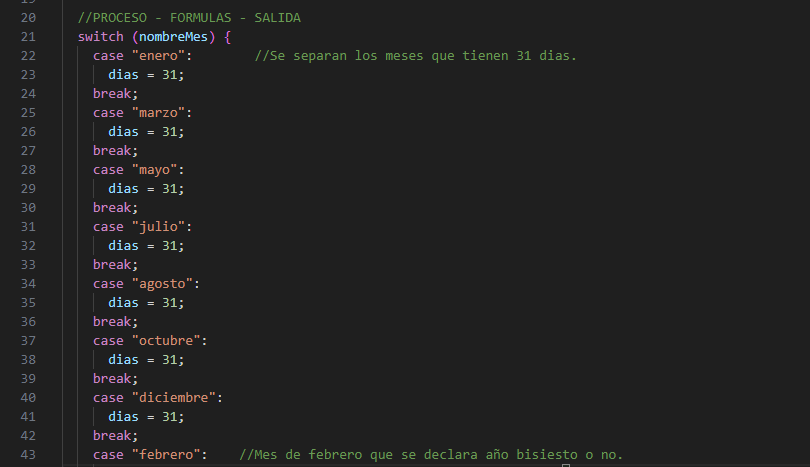 20 //PROCESO - FORMULAS - SALIDA
21 switch (nombreMes) {
22 case "enero": //Se separan los meses que tienen 31 dias.
23 dias = 31;
24 break;
25 case "marzo":
26 dias = 31;
27 break;
28 case "mayo":
29 dias = 31;
30 break;
31 case "julio":
32 dias = 31;
33 break;
34 case "agosto":
35 dias = 31;
36 break;
37 case "octubre":
38 dias = 31;
39 break;
40 case "diciembre":
41 dias = 31;
42 break;
43 case "febrero": //Mes de febrero que se declara año bisiesto o no.